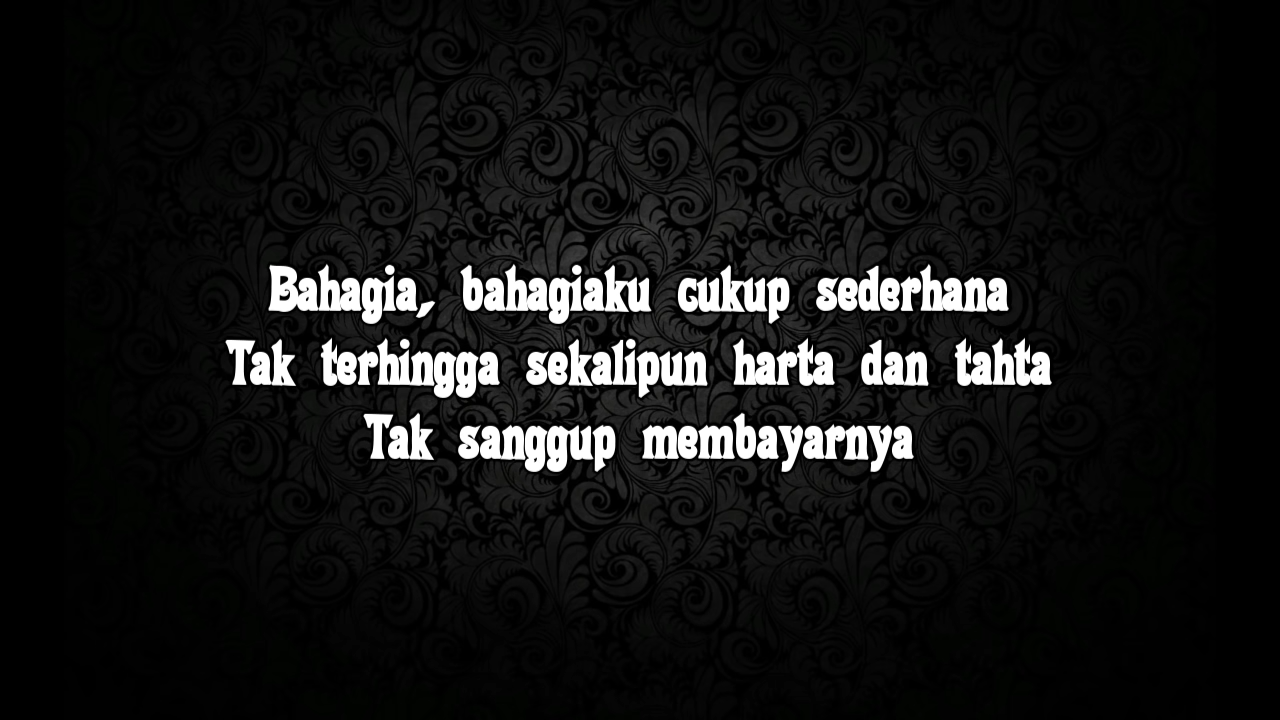 Bahagia, bahagiaku cukup sederhana
Tak terhingga sekalipun harta dan tahta
Tak sanggup membayarnya